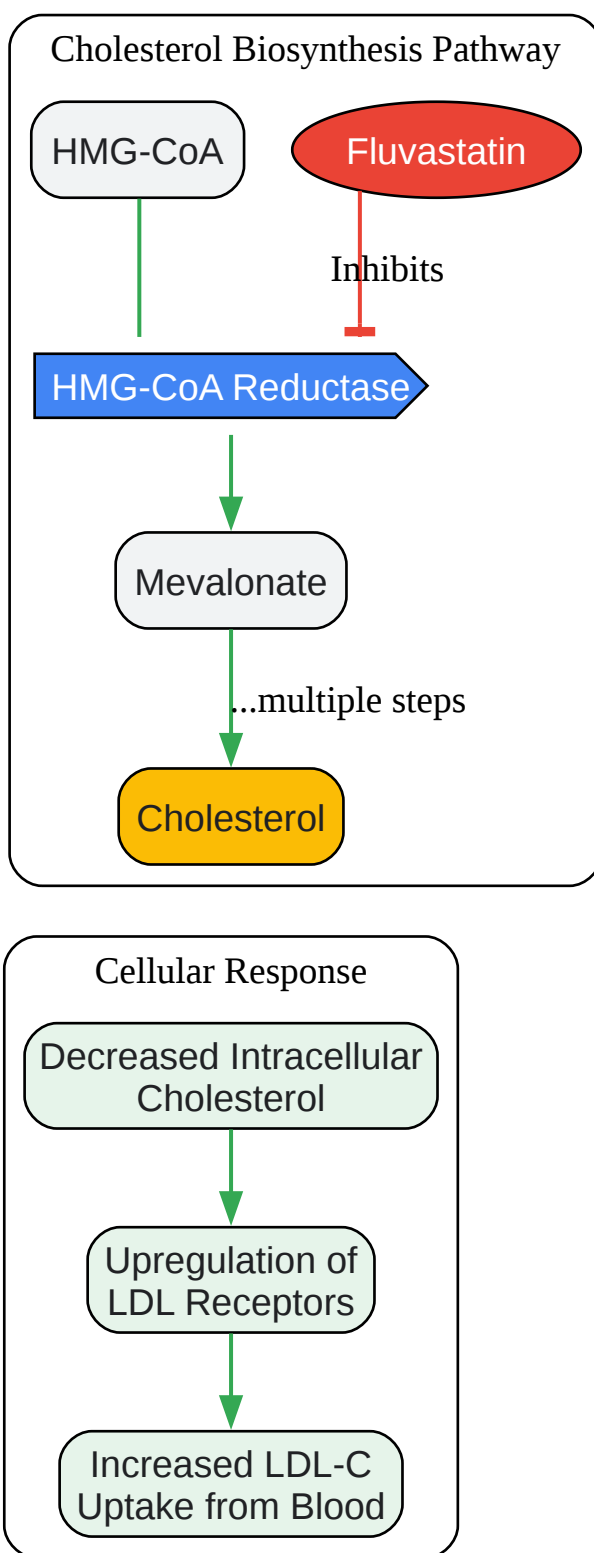 Cholesterol Biosynthesis Pathway
HMG-CoA
Fluvastatin
Inhibits
HMG-CoA Reductase
Mevalonate
...multiple steps
Cholesterol
Cellular Response
Decreased Intracellular
Cholesterol
Upregulation of
LDL Receptors
Increased LDL-C
Uptake from Blood